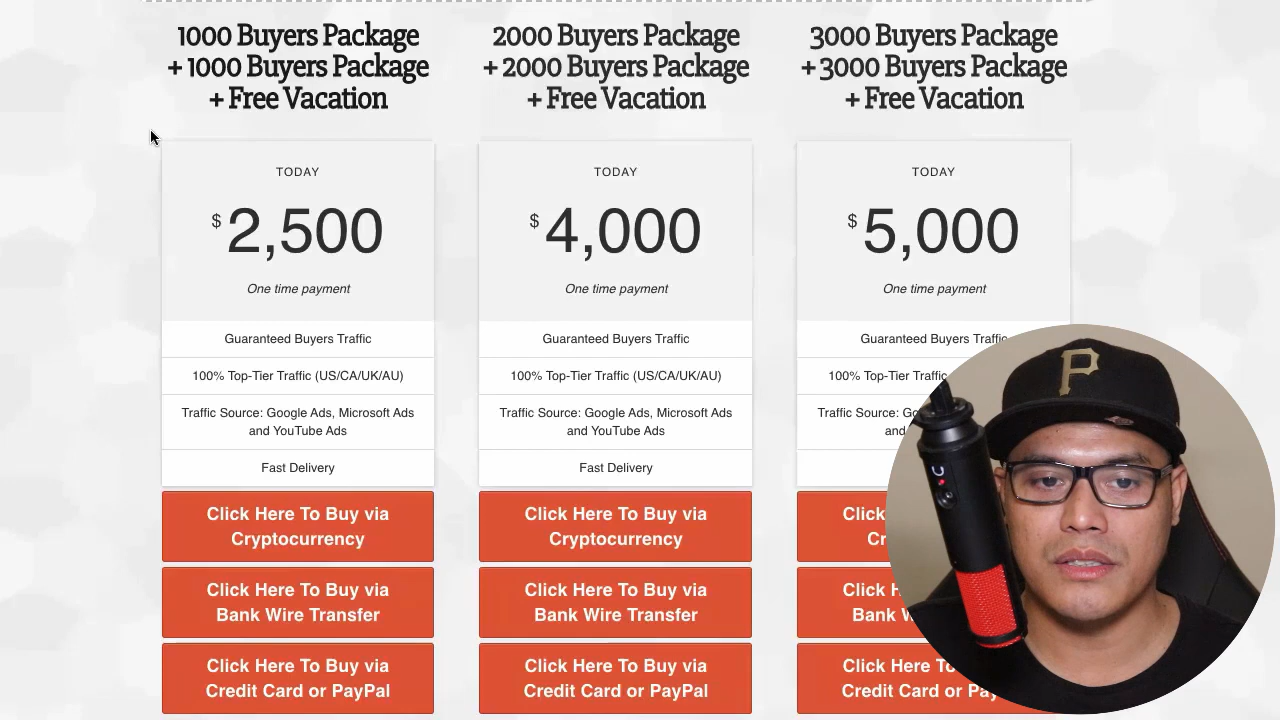 1000 Buyers Package
+ 1000 Buyers Package
+ Free Vacation
TODAY
$ 2,500
One time payment
Guaranteed Buyers Traffic
100% Top-Tier Traffic (US/CA/UK/AU)
Traffic Source: Google Ads, Microsoft Ads
and YouTube Ads
Fast Delivery
Click Here To Buy via
Cryptocurrency
Click Here To Buy via
Bank Wire Transfer
Click Here To Buy via
Credit Card or PayPal
2000 Buyers Package
+ 2000 Buyers Package
+ Free Vacation
TODAY
$ 4,000
One time payment
Guaranteed Buyers Traffic
100% Top-Tier Traffic (US/CA/UK/AU)
Traffic Source: Google Ads, Microsoft Ads
and YouTube Ads
Fast Delivery
Click Here To Buy via
Cryptocurrency
Click Here To Buy via
Bank Wire Transfer
Click Here To Buy via
Credit Card or PayPal
3000 Buyers Package
+ 3000 Buyers Package
+ Free Vacation
TODAY
$ 5,000
One time payment
Guaranteed Buyers Traffic
100% Top-Tier
Traffic Source:
Click Here
Credit Card or
P